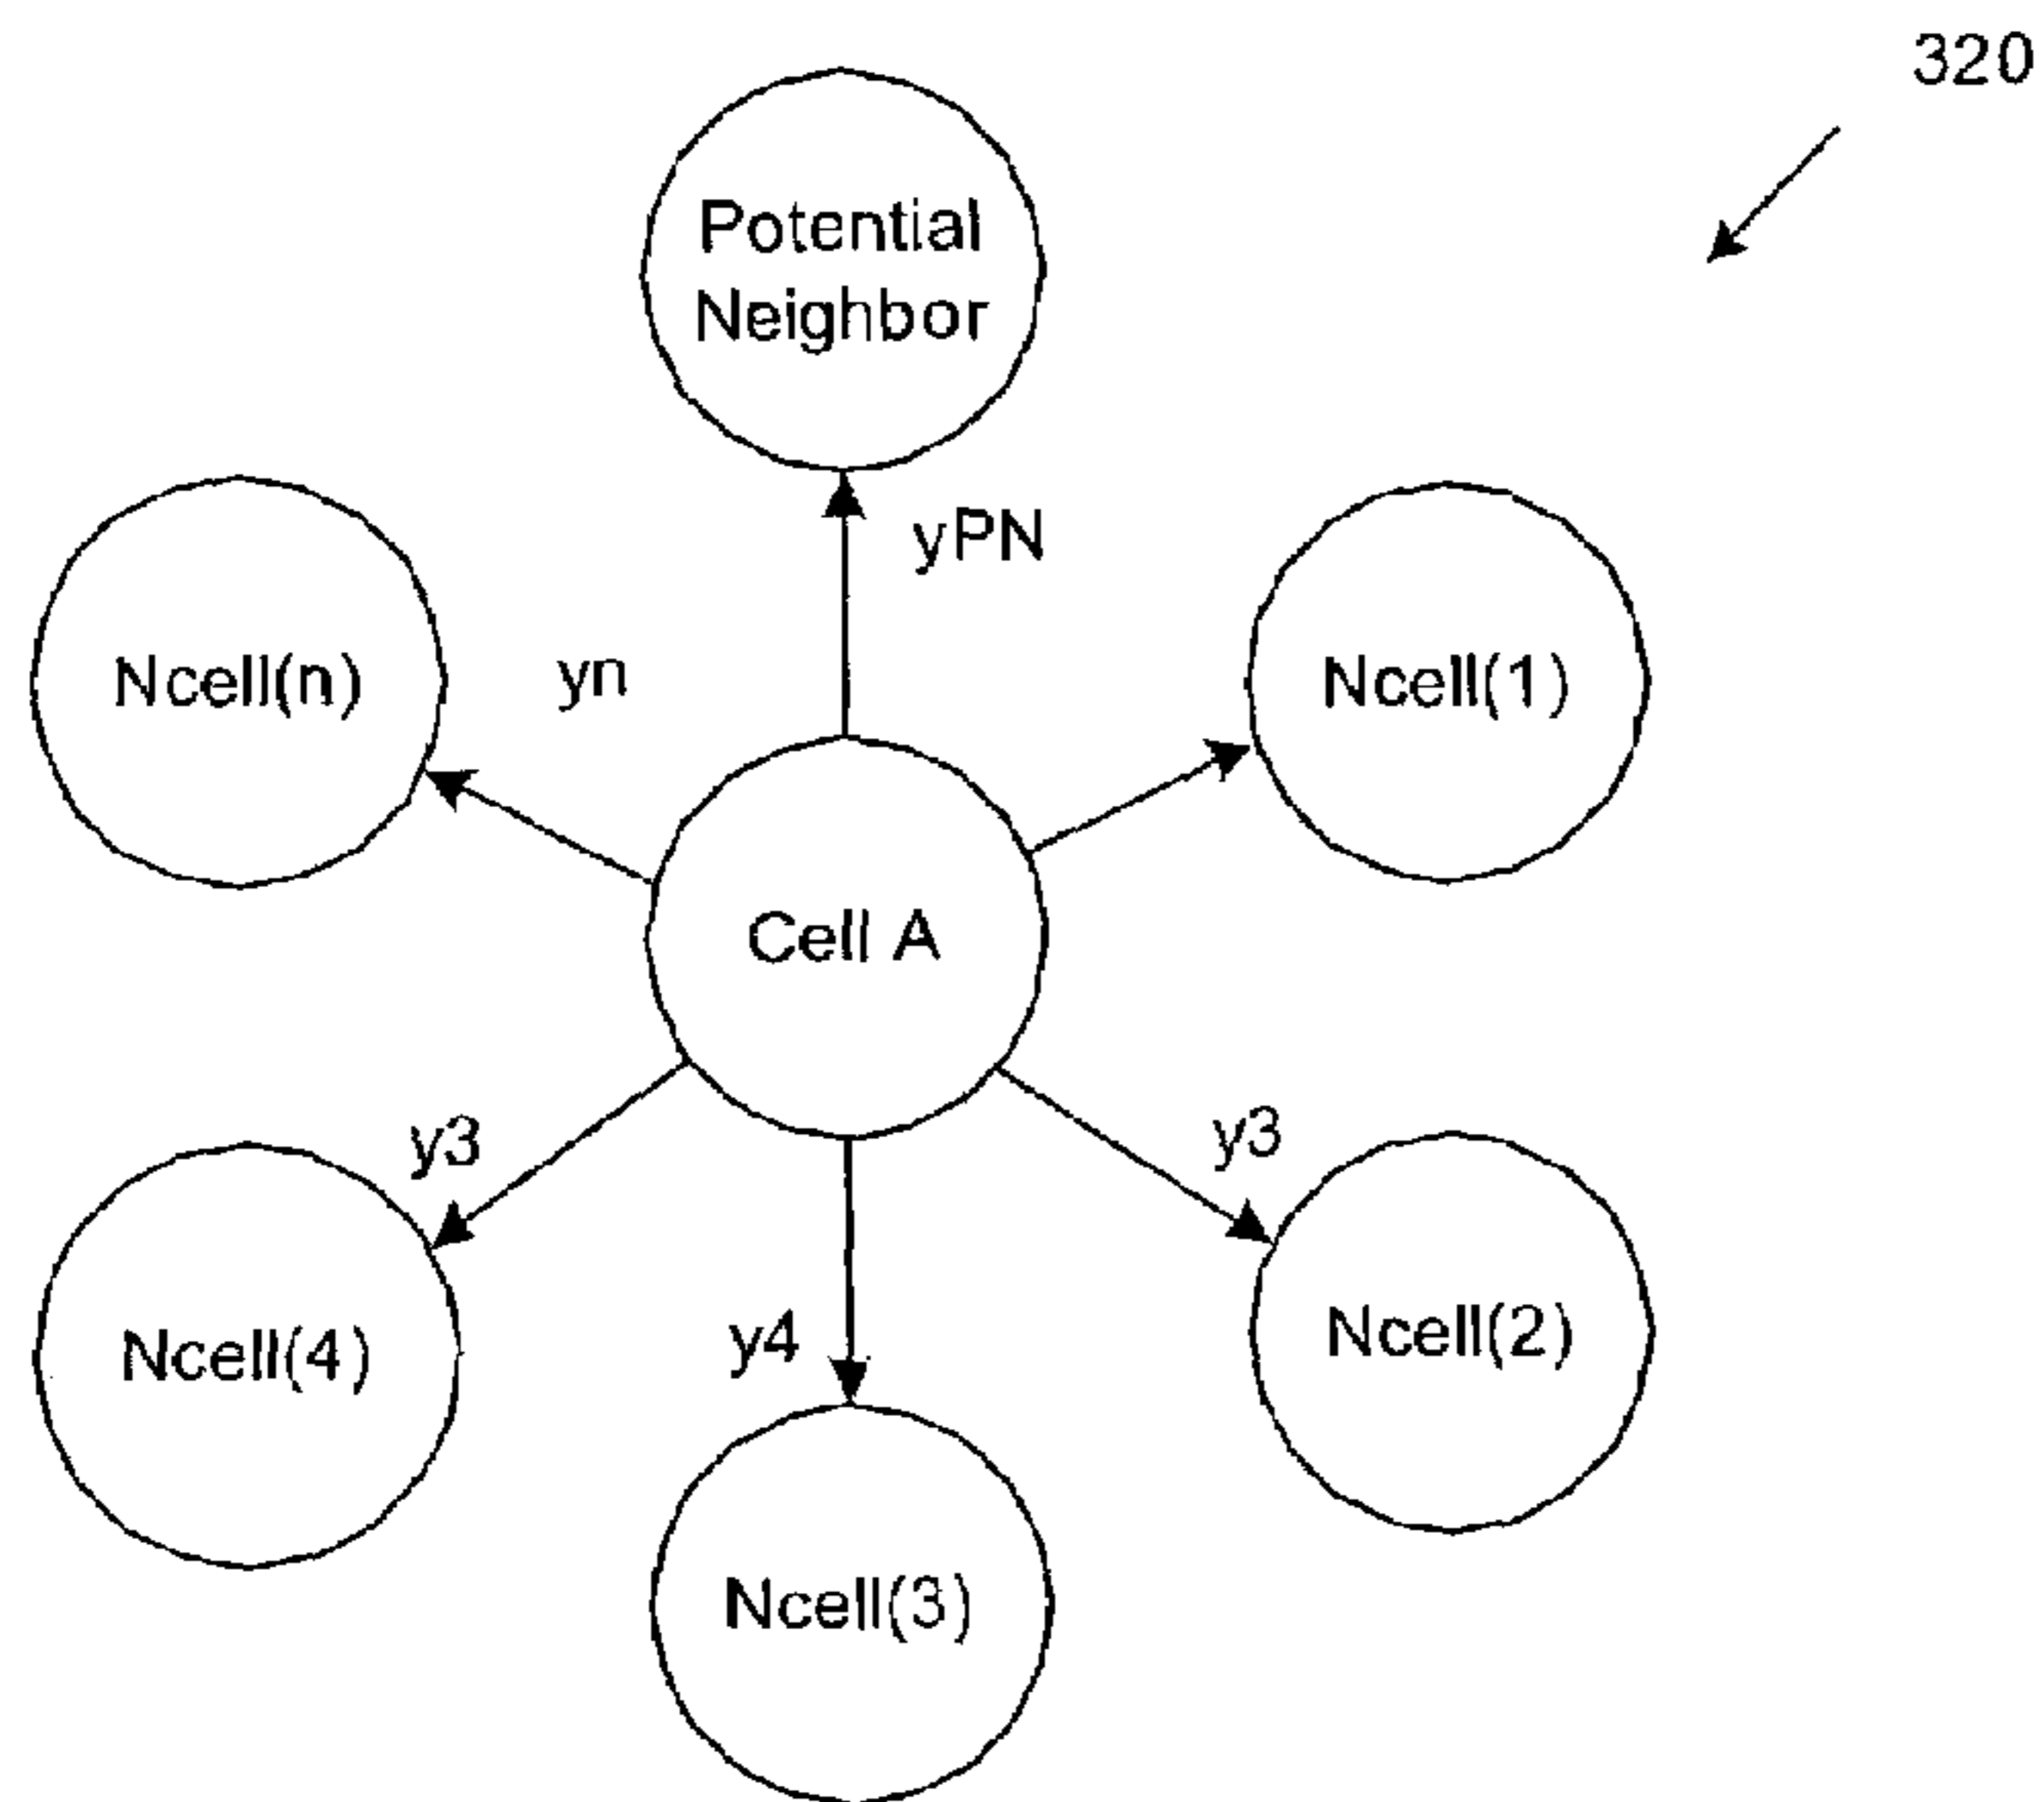 320
Potential
Neighbor
yPN
Ncell(n)
yn
Ncell(1)
Cell A
y3
y3
Ncell(4)
y4
Ncell(2)
Ncell(3)